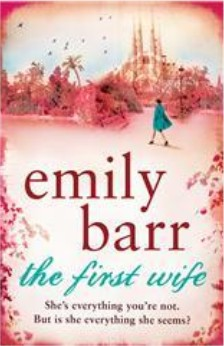 emily
barr
the first wife
She's everything you're not.
But is she everything she seems?